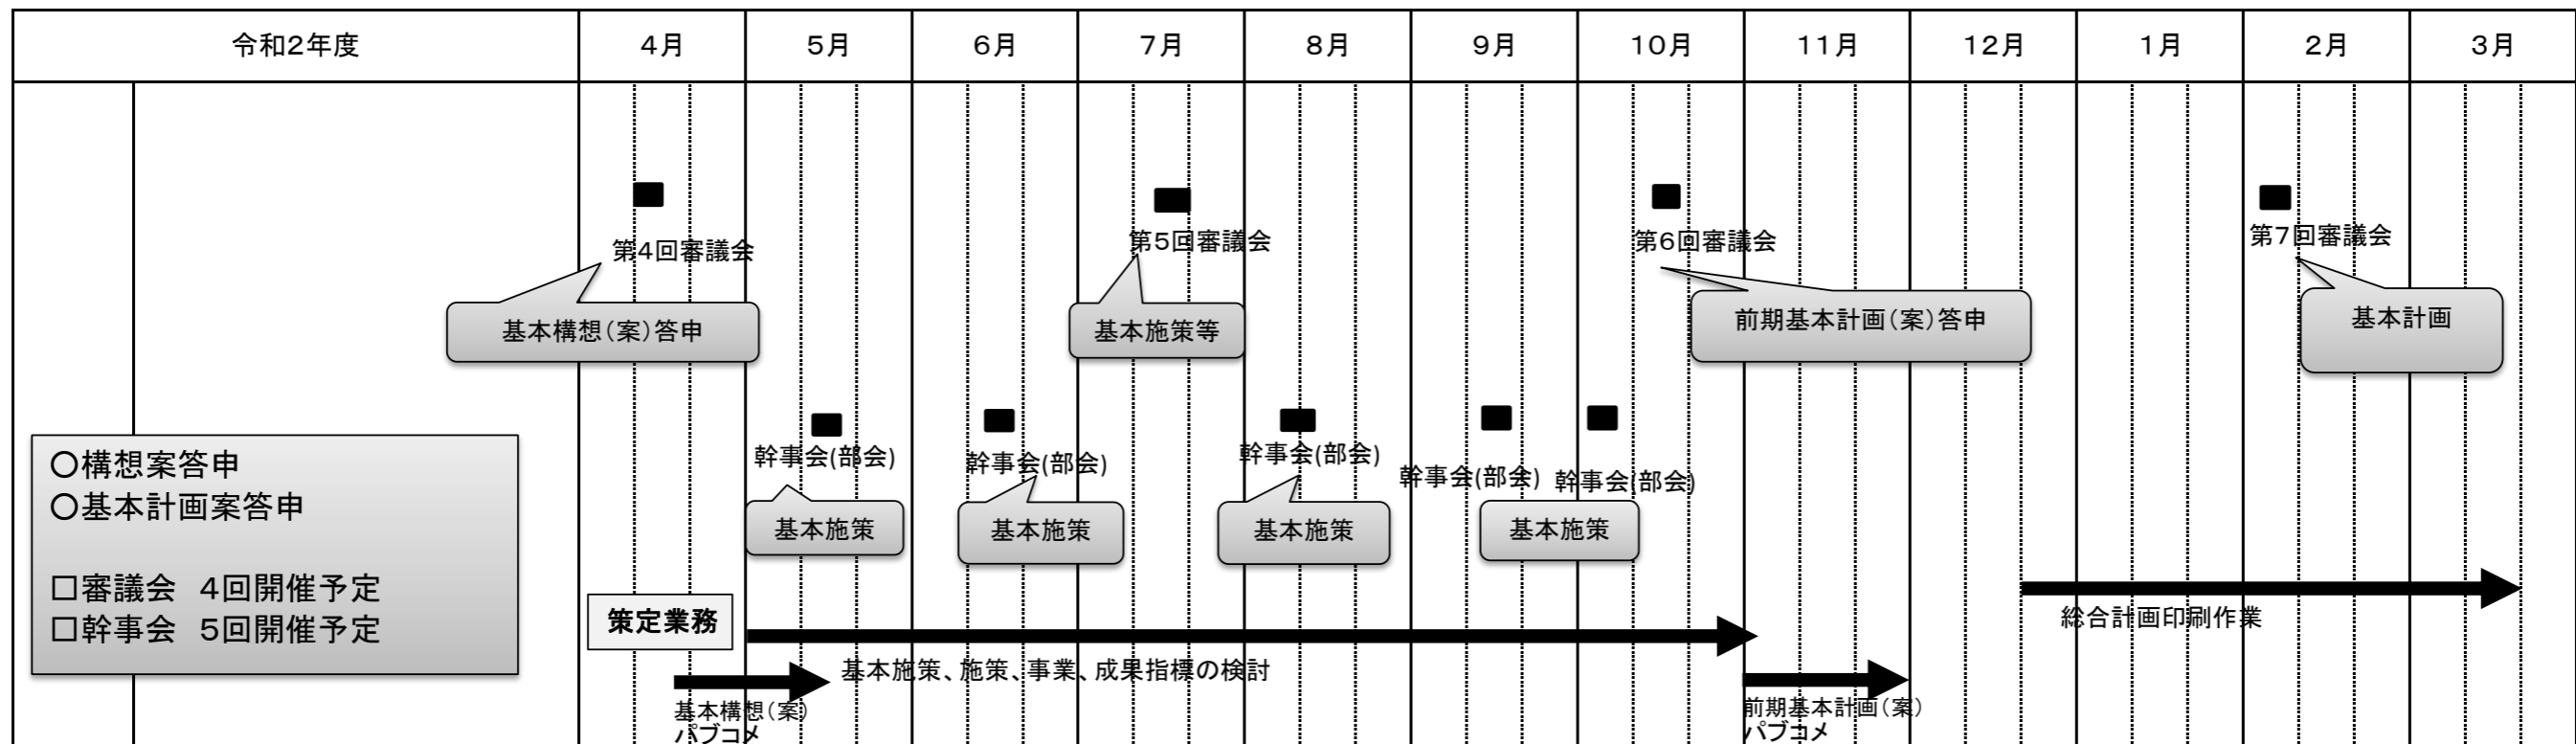 令和２年度
４月
５月
６月
７月
８月
９月
１０月
１１月
１２月
１月
２月
３月
第４回審議会
第５回審議会
第６回審議会
第７回審議会
基本構想（案）答申
基本施策等
前期基本計画（案）答申
基本計画
幹事会(部会)
幹事会(部会)
幹事会(部会)
幹事会(部会)
幹事会(部会)
基本施策
基本施策
基本施策
基本施策
〇構想案答申
〇基本計画案答申
□審議会　４回開催予定
□幹事会　５回開催予定
策定業務
総合計画印刷作業
基本施策、施策、事業、成果指標の検討
基本構想（案）
パブコメ
前期基本計画（案）
パブコメ